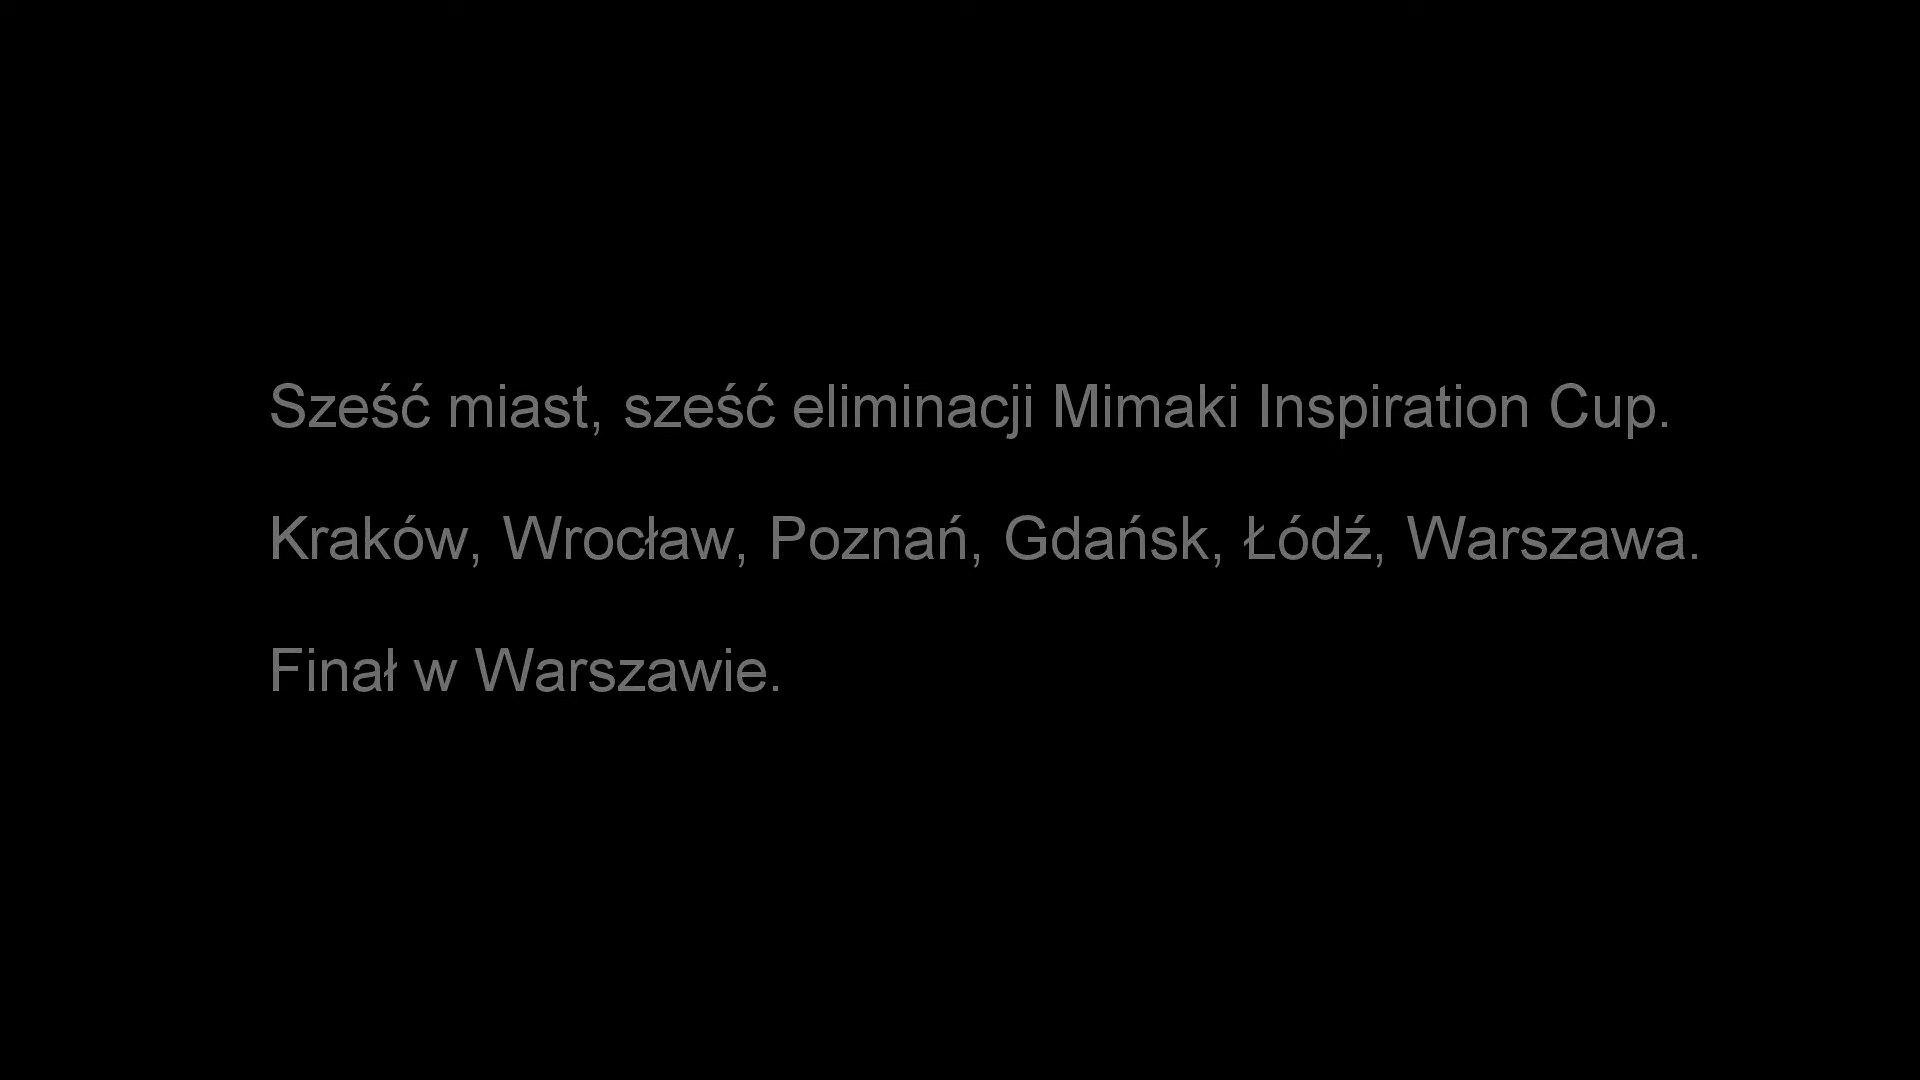 Sześć miast, sześć eliminacji Mimaki Inspiration Cup.
Kraków, Wrocław, Poznań, Gdańsk, Łódź, Warszawa.
Finał w Warszawie.